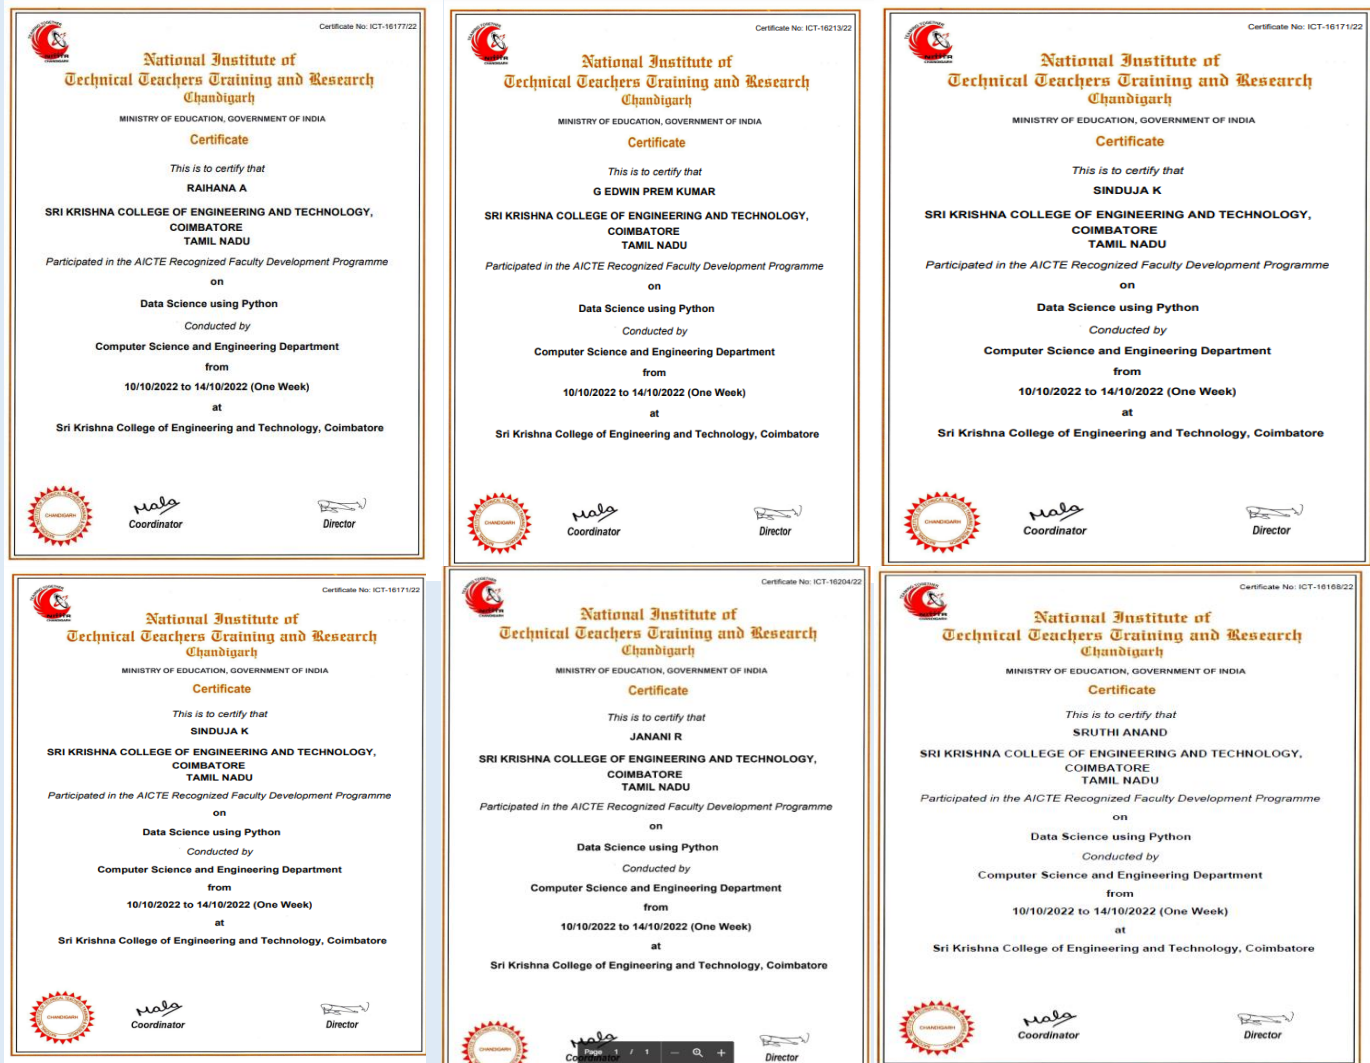 Certificate No: ICT-16177/22
National Institute of
Technical Teachers Training and Research
Chandigarh
MINISTRY OF EDUCATION, GOVERNMENT OF INDIA
Certificate
This is to certify that
RAIHANA A
SRI KRISHNA COLLEGE OF ENGINEERING AND TECHNOLOGY,
COIMBATORE
TAMIL NADU
Participated in the AICTE Recognized Faculty Development Programme
on
Data Science using Python
Conducted by
Computer Science and Engineering Department
from
10/10/2022 to 14/10/2022 (One Week)
at
Sri Krishna College of Engineering and Technology, Coimbatore
CHANDIGARH
Mala
Coordinator
Director
Certificate No: ICT-16213/22
National Institute of
Technical Teachers Training and Research
Chandigarh
MINISTRY OF EDUCATION, GOVERNMENT OF INDIA
Certificate
This is to certify that
G EDWIN PREM KUMAR
SRI KRISHNA COLLEGE OF ENGINEERING AND TECHNOLOGY,
COIMBATORE
TAMIL NADU
Participated in the AICTE Recognized Faculty Development Programme
on
Data Science using Python
Conducted by
Computer Science and Engineering Department
from
10/10/2022 to 14/10/2022 (One Week)
at
Sri Krishna College of Engineering and Technology, Coimbatore
CHANDIGARH
Mala
Coordinator
Director
Certificate No: ICT-16171/22
National Institute of
Technical Teachers Training and Research
Chandigarh
MINISTRY OF EDUCATION, GOVERNMENT OF INDIA
Certificate
This is to certify that
SINDUJA K
SRI KRISHNA COLLEGE OF ENGINEERING AND TECHNOLOGY,
COIMBATORE
TAMIL NADU
Participated in the AICTE Recognized Faculty Development Programme
on
Data Science using Python
Conducted by
Computer Science and Engineering Department
from
10/10/2022 to 14/10/2022 (One Week)
at
Sri Krishna College of Engineering and Technology, Coimbatore
CHANDIGARH
Mala
Coordinator
Director
Certificate No: ICT-16171/22
National Institute of
Technical Teachers Training and Research
Chandigarh
MINISTRY OF EDUCATION, GOVERNMENT OF INDIA
Certificate
This is to certify that
SINDUJA K
SRI KRISHNA COLLEGE OF ENGINEERING AND TECHNOLOGY,
COIMBATORE
TAMIL NADU
Participated in the AICTE Recognized Faculty Development Programme
on
Data Science using Python
Conducted by
Computer Science and Engineering Department
from
10/10/2022 to 14/10/2022 (One Week)
at
Sri Krishna College of Engineering and Technology, Coimbatore
CHANDIGARH
Mala
Coordinator
Director
Certificate No: ICT-16204/22
National Institute of
Technical Teachers Training and Research
Chandigarh
MINISTRY OF EDUCATION, GOVERNMENT OF INDIA
Certificate
This is to certify that
JANANI R
SRI KRISHNA COLLEGE OF ENGINEERING AND TECHNOLOGY,
COIMBATORE
TAMIL NADU
Participated in the AICTE Recognized Faculty Development Programme
on
Data Science using Python
Conducted by
Computer Science and Engineering Department
from
10/10/2022 to 14/10/2022 (One Week)
at
Sri Krishna College of Engineering and Technology, Coimbatore
CHANDIGARH
Mala
Page 1 / 1
Director
Certificate No: ICT-16168/22
National Institute of
Technical Teachers Training and Research
Chandigarh
MINISTRY OF EDUCATION, GOVERNMENT OF INDIA
Certificate
This is to certify that
SRUTHI ANAND
SRI KRISHNA COLLEGE OF ENGINEERING AND TECHNOLOGY,
COIMBATORE
TAMIL NADU
Participated in the AICTE Recognized Faculty Development Programme
on
Data Science using Python
Conducted by
Computer Science and Engineering Department
from
10/10/2022 to 14/10/2022 (One Week)
at
Sri Krishna College of Engineering and Technology, Coimbatore
CHANDIGARH
Mala
Coordinator
Director